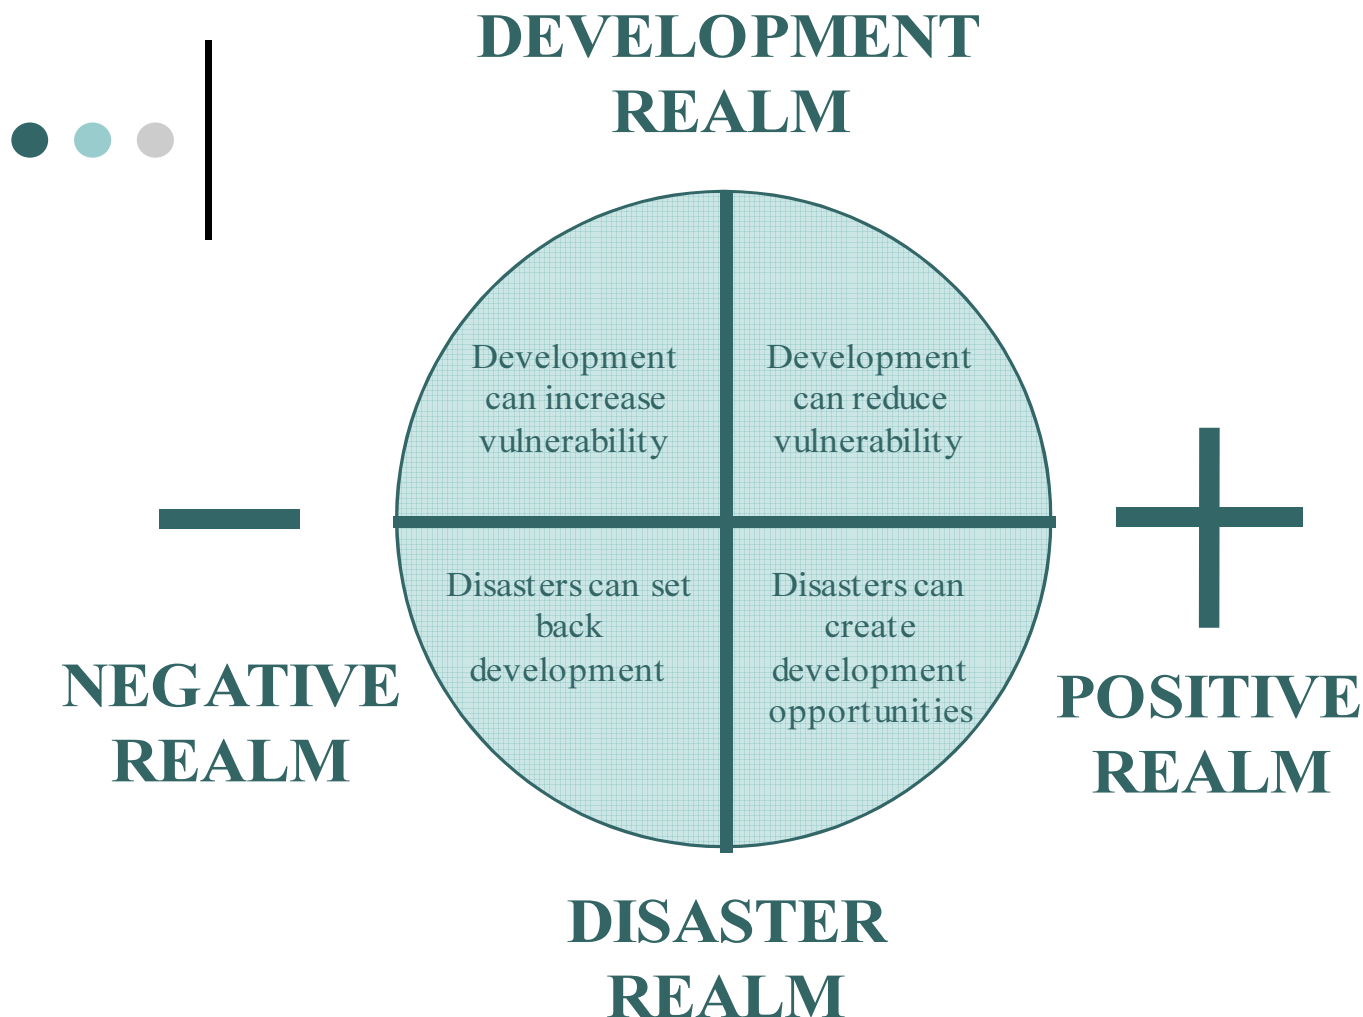 DEVELOPMENT
REALM
Development
can increase
vulnerability
Development
can reduce
vulnerability
Disasters can set
back
development
Disasters can
create
development
opportunities
NEGATIVE
REALM
POSITIVE
REALM
DISASTER
REALM